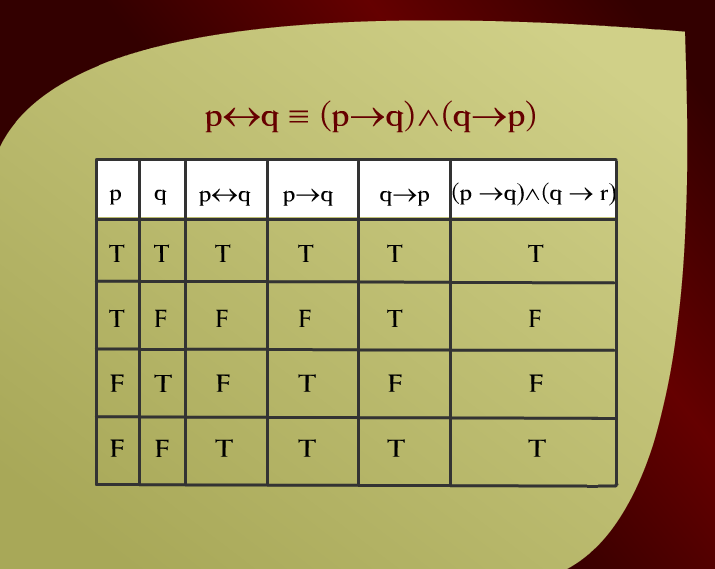 p↔q ≡ (p→q)∧(q→p)
p q p↔q p→q q→p (p →q)∧(q → r)
T T T T T T
T F F F T F
F T F T F F
F F T T T T